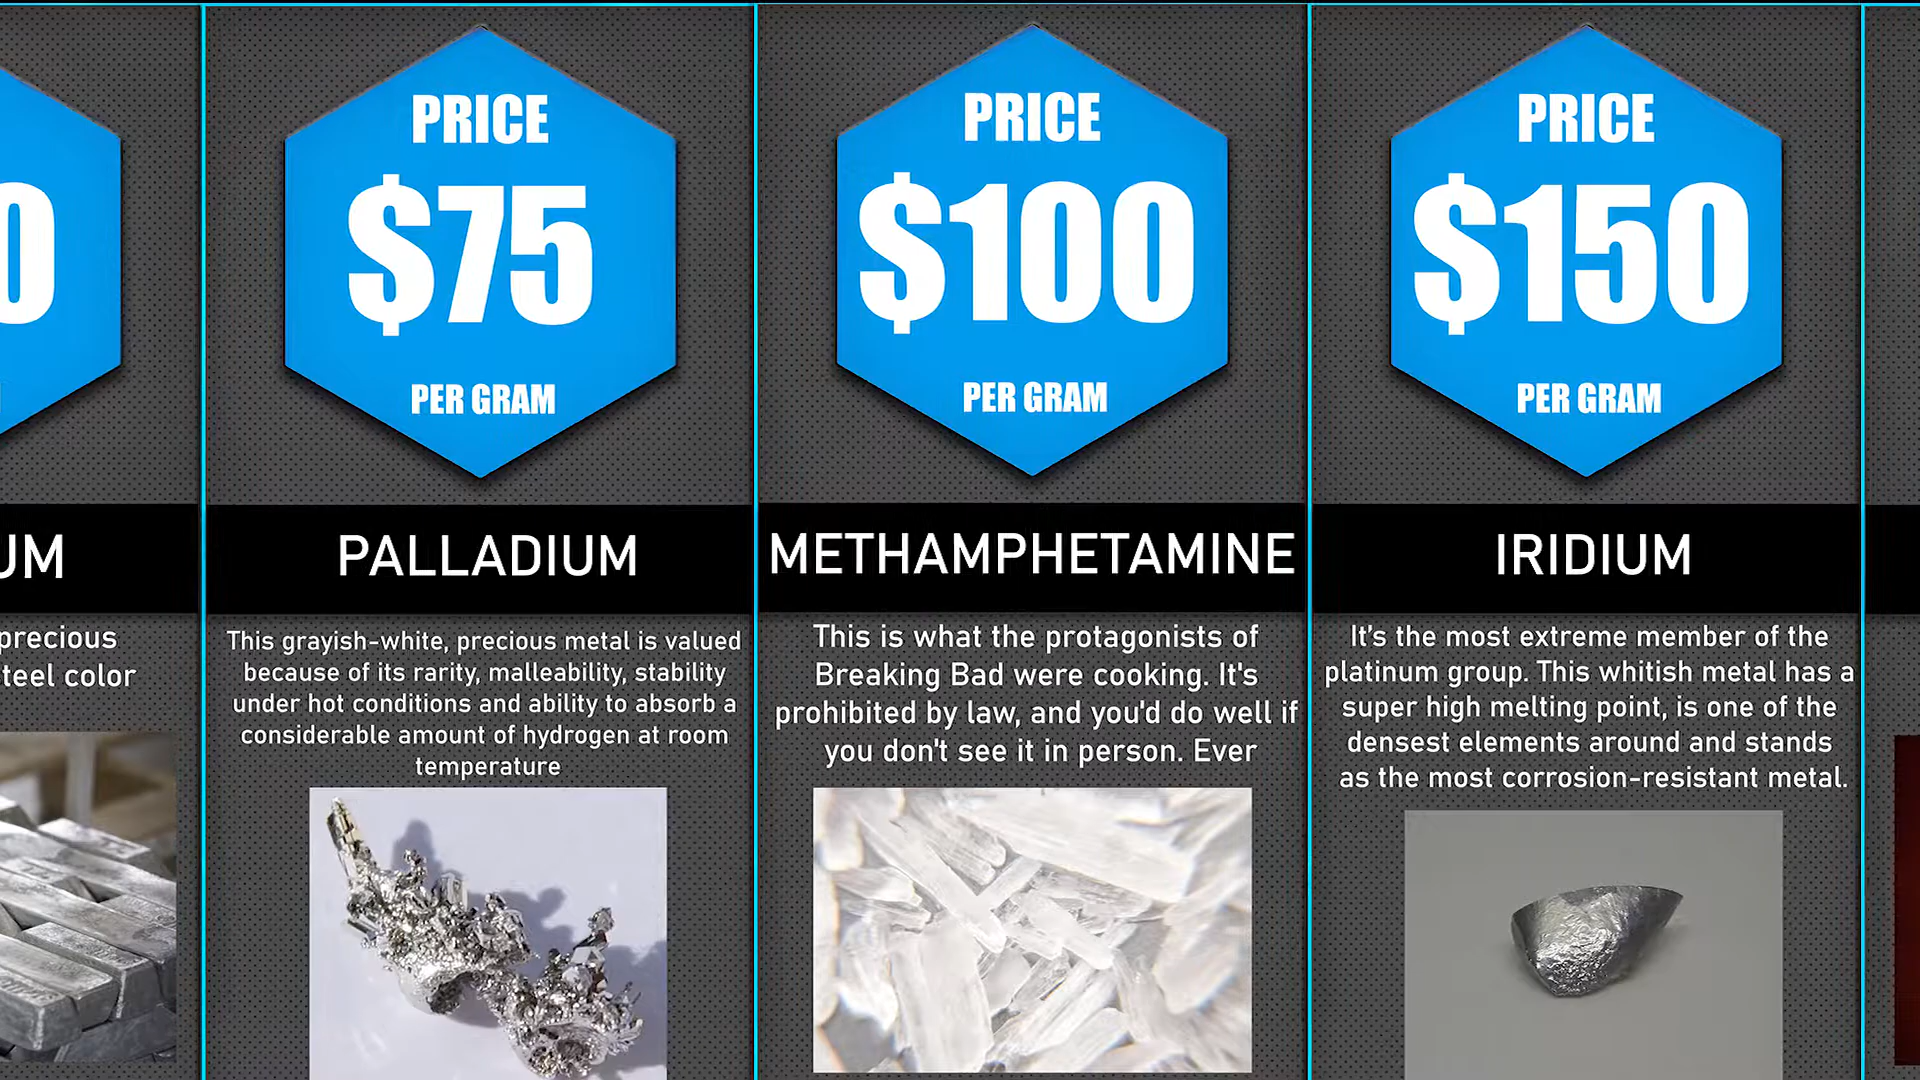 0
UM
precious
teel color
PRICE
$75
PER GRAM
PALLADIUM
This grayish-white, precious metal is valued
because of its rarity, malleability, stability
under hot conditions and ability to absorb a
considerable amount of hydrogen at room
temperature
PRICE
$100
PER GRAM
METHAMPHETAMINE
This is what the protagonists of
Breaking Bad were cooking. It's
prohibited by law, and you'd do well if
you don't see it in person. Ever
PRICE
$150
PER GRAM
IRIDIUM
It's the most extreme member of the
platinum group. This whitish metal has a
super high melting point, is one of the
densest elements around and stands
as the most corrosion-resistant metal.